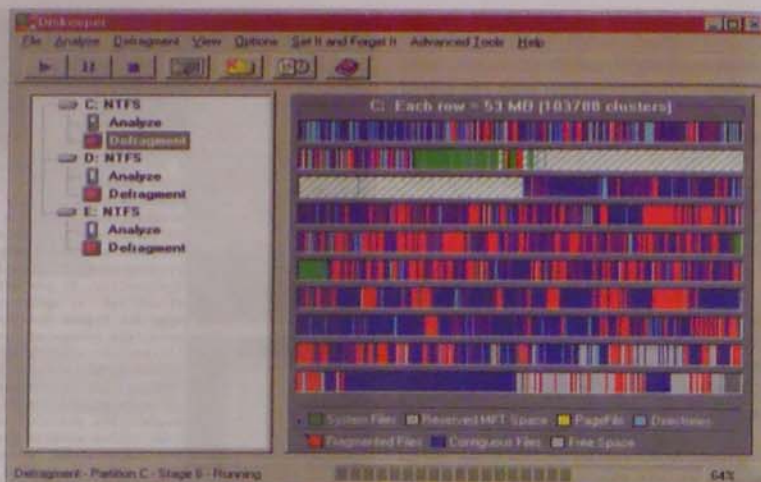 Diskeeper
File Analyze Defragment View Options Set It and Forget It Advanced Tools Help
C: NTFS
Analyze
Defragment
D: NTFS
Analyze
Defragment
E: NTFS
Analyze
Defragment
C: Each row = 53 MB (103788 clusters)
System Files Reserved MFT Space PageFile Directories
Fragmented Files Contiguous Files Free Space
Defragment - Partition C - Stage 6 - Running
64%